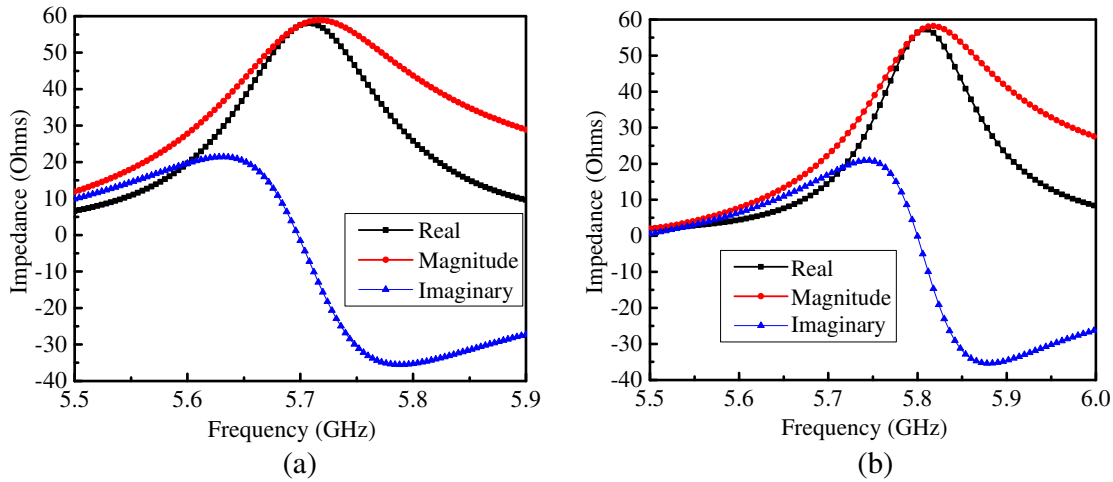 60
50
40
30
20
10
0
-10
-20
-30
-40
Impedance (Ohms)
Real
Magnitude
Imaginary
5.5 5.6 5.7 5.8 5.9
Frequency (GHz)
(a)
60
50
40
30
20
10
0
-10
-20
-30
-40
Impedance (Ohms)
Real
Magnitude
Imaginary
5.5 5.6 5.7 5.8 5.9 6.0
Frequency (GHz)
(b)